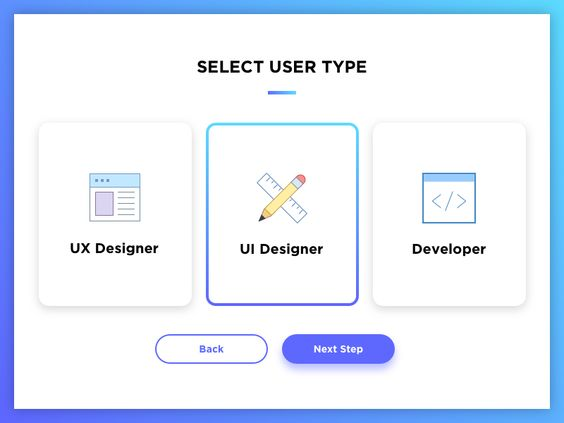 SELECT USER TYPE
UX Designer
UI Designer
</>
Developer
Back
Next Step